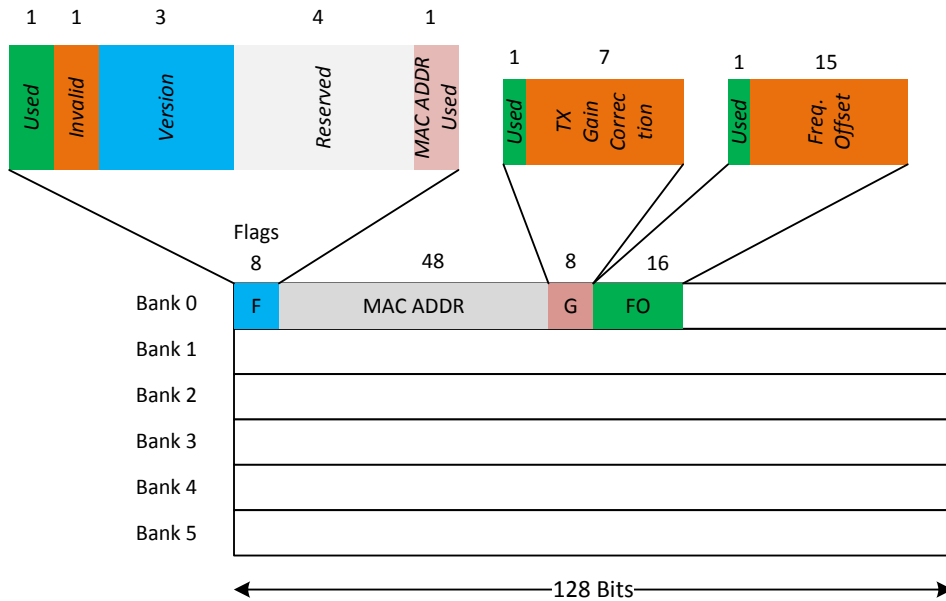 1 1 3 4 1
Used
Invalid
Version
Reserved
MAC ADDR
Used
1 7
Used
TX
Gain
Correc
tion
1 15
Used
Freq.
Offset
Flags
8 48 8 16
Bank 0 F MAC ADDR G FO
Bank 1
Bank 2
Bank 3
Bank 4
Bank 5
128 Bits